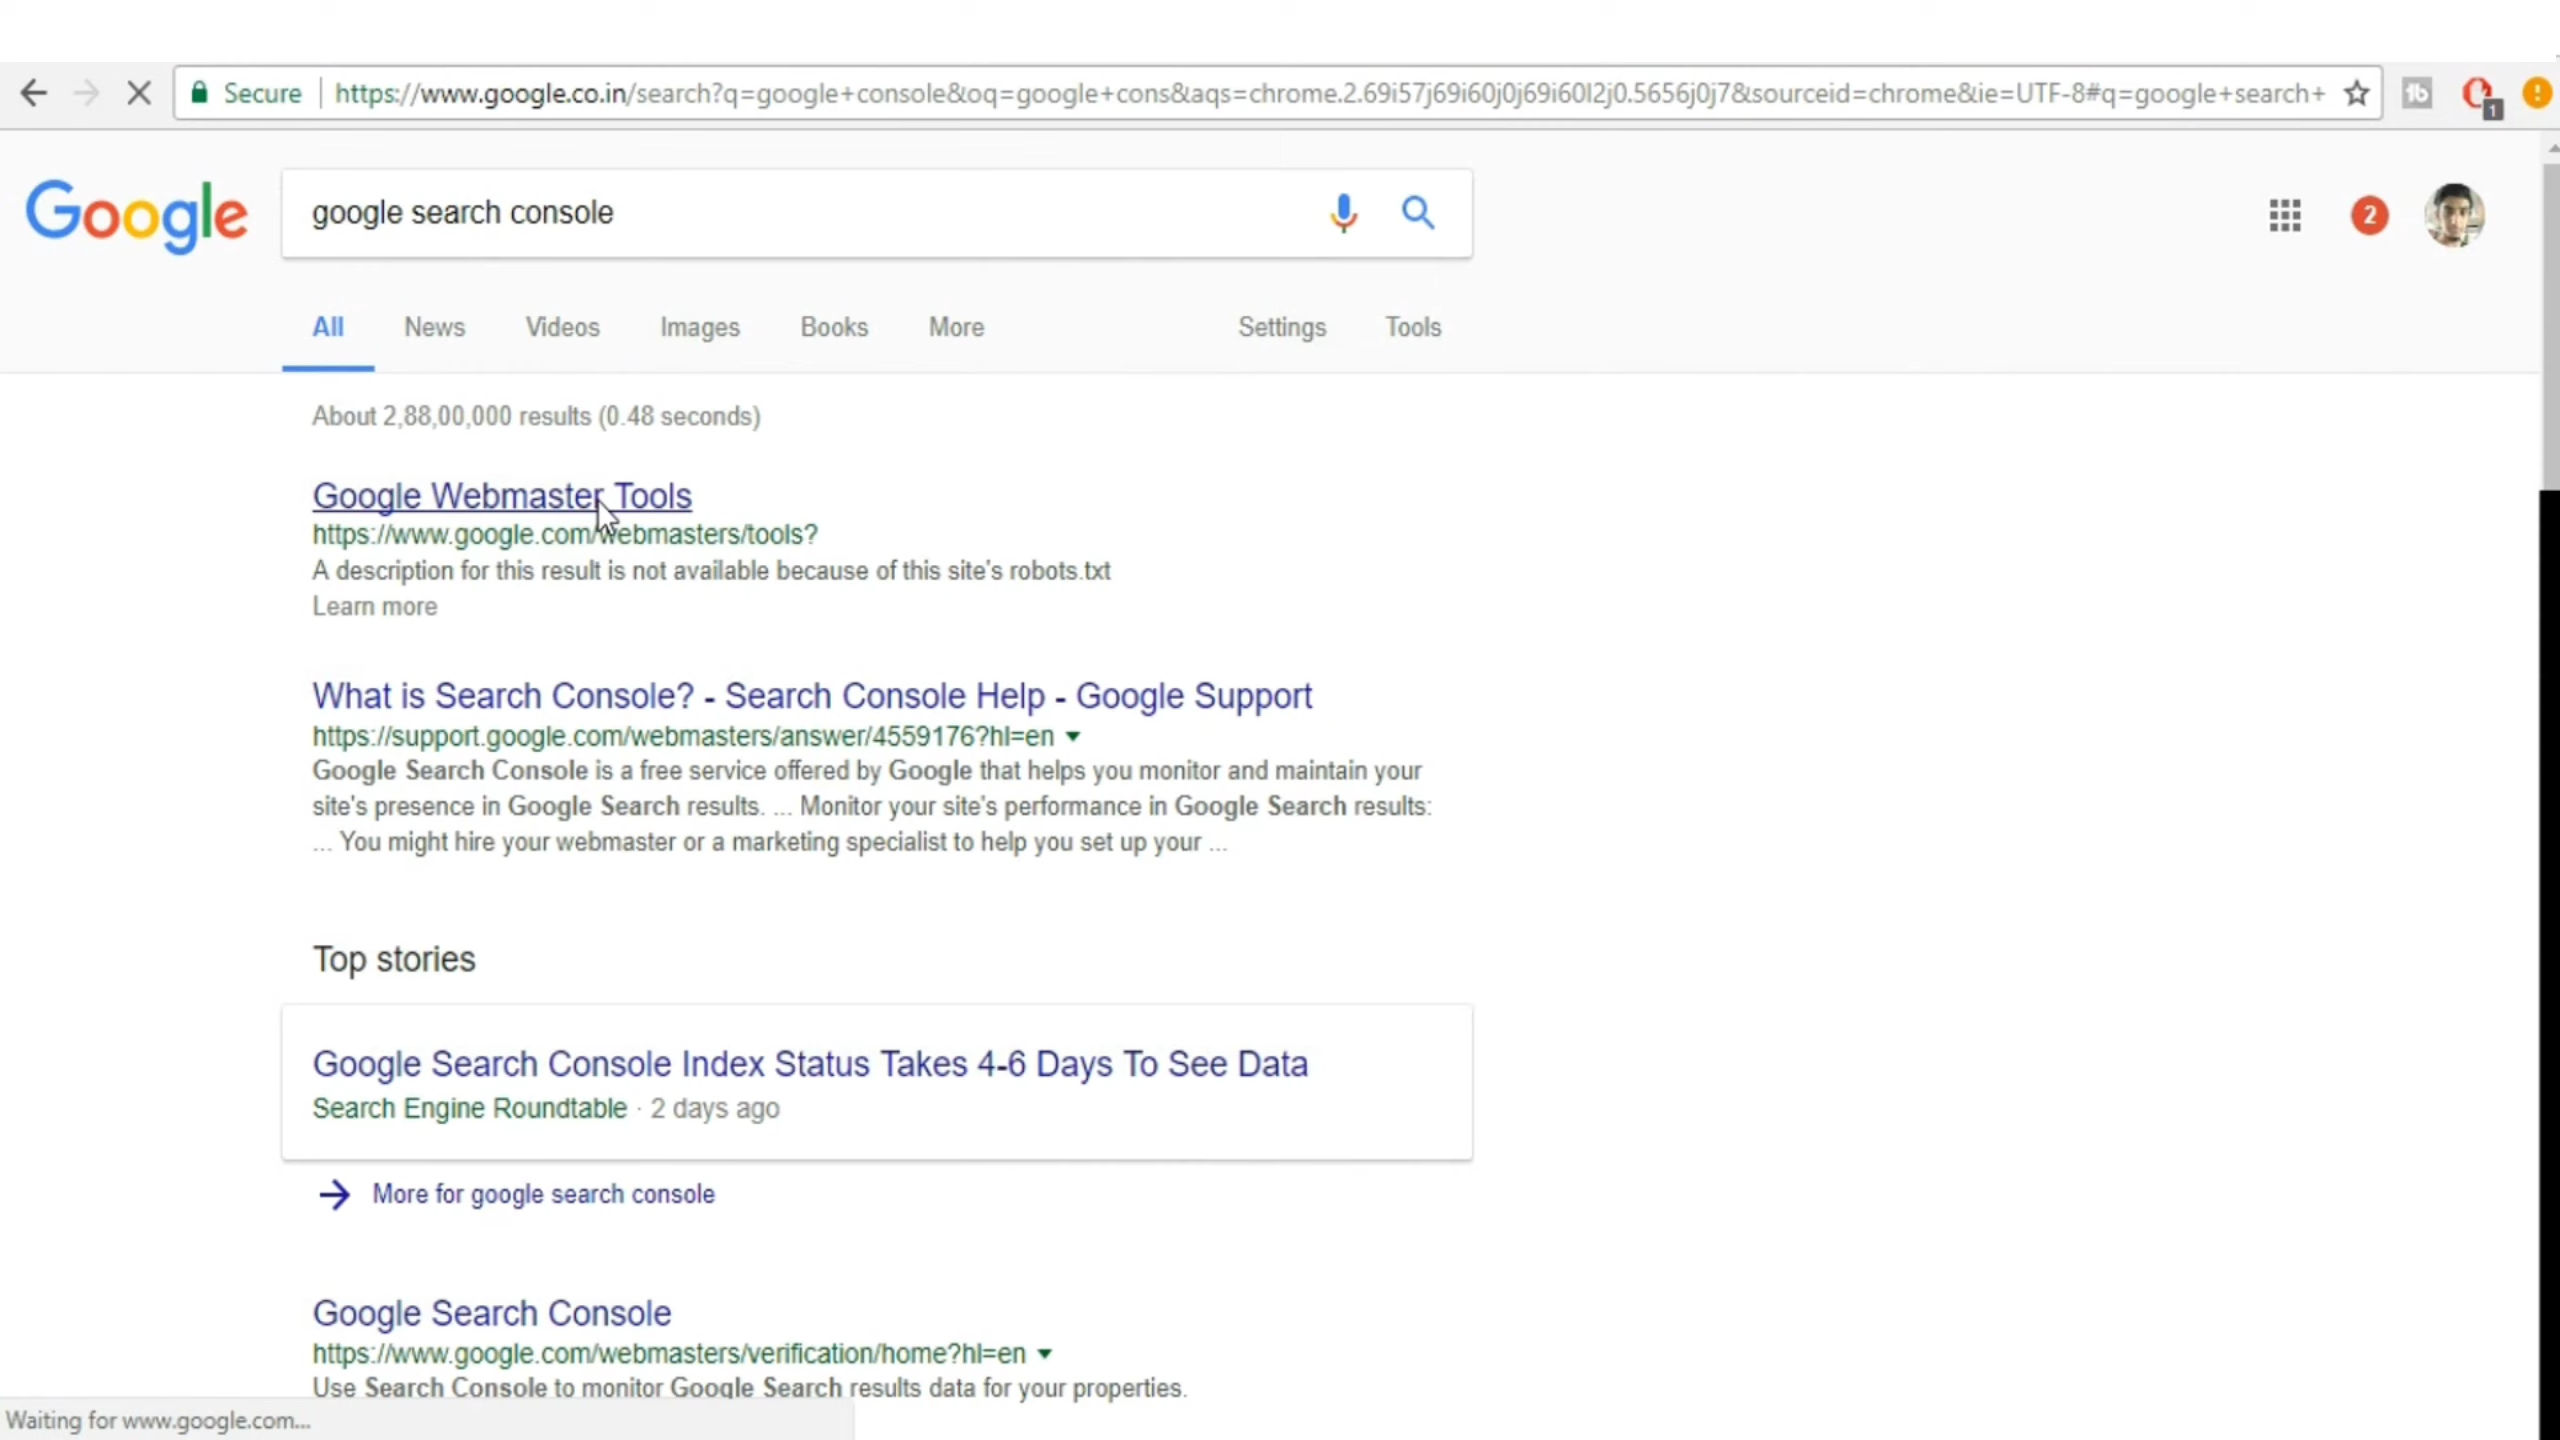 Secure https://www.google.co.in/search?q=google+console&oq=google+cons&aqs=chrome.2.69i57j69i60j0j69i60l2j0.5656j0j7&sourceid=chrome&ie=UTF-8#q=google+search+
1
Google google search console
2
All News Videos Images Books More Settings Tools
About 2,88,00,000 results (0.48 seconds)
Google Webmaster Tools
https://www.google.com/webmasters/tools?
A description for this result is not available because of this site's robots.txt
Learn more
What is Search Console? - Search Console Help - Google Support
https://support.google.com/webmasters/answer/4559176?hl=en
Google Search Console is a free service offered by Google that helps you monitor and maintain your
site's presence in Google Search results. ... Monitor your site's performance in Google Search results:
... You might hire your webmaster or a marketing specialist to help you set up your ...
Top stories
Google Search Console Index Status Takes 4-6 Days To See Data
Search Engine Roundtable · 2 days ago
More for google search console
Google Search Console
https://www.google.com/webmasters/verification/home?hl=en
Use Search Console to monitor Google Search results data for your properties.
Waiting for www.google.com...